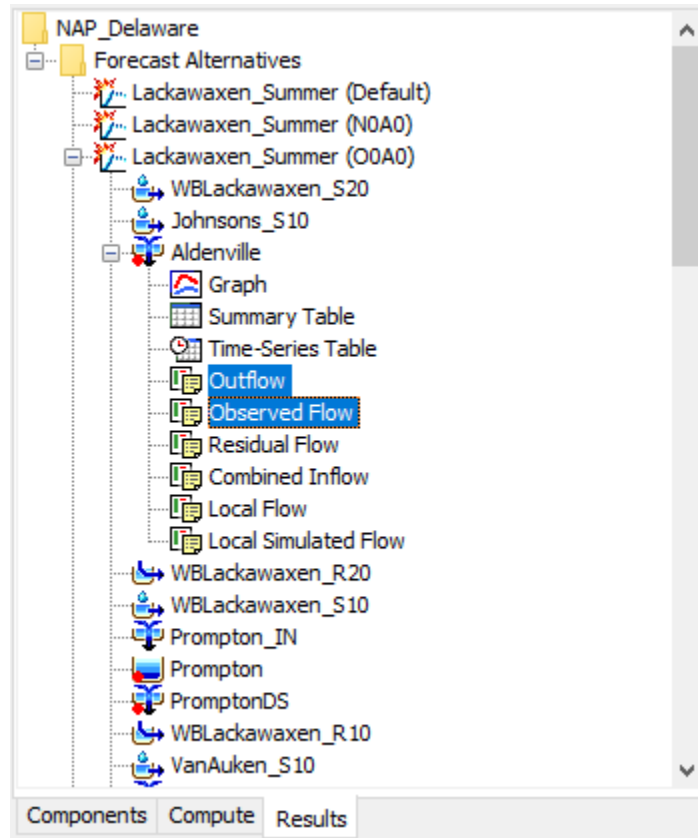 NAP_Delaware
Forecast Alternatives
Lackawaxen_Summer (Default)
Lackawaxen_Summer (N0A0)
Lackawaxen_Summer (O0A0)
WBLackawaxen_S20
Johnsons_S10
Aldenville
Graph
Summary Table
Time-Series Table
Outflow
Observed Flow
Residual Flow
Combined Inflow
Local Flow
Local Simulated Flow
WBLackawaxen_R20
WBLackawaxen_S10
Prompton_IN
Prompton
PromptonDS
WBLackawaxen_R10
VanAuken_S10
Components Compute Results